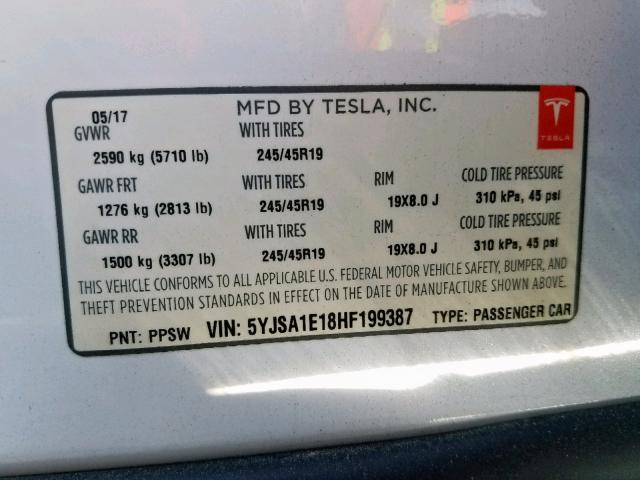 05/17 MFD BY TESLA, INC.
GVWR WITH TIRES
2590 kg (5710 lb) 245/45R19
TESLA
GAWR FRT WITH TIRES RIM COLD TIRE PRESSURE
1276 kg (2813 lb) 245/45R19 19X8.0 J 310 kPa, 45 psi
GAWR RR WITH TIRES RIM COLD TIRE PRESSURE
1500 kg (3307 lb) 245/45R19 19X8.0 J 310 kPa, 45 psi
THIS VEHICLE CONFORMS TO ALL APPLICABLE U.S. FEDERAL MOTOR VEHICLE SAFETY, BUMPER, AND
THEFT PREVENTION STANDARDS IN EFFECT ON THE DATE OF MANUFACTURE SHOWN ABOVE.
PNT: PPSW VIN: 5YJSA1E18HF199387 TYPE: PASSENGER CAR